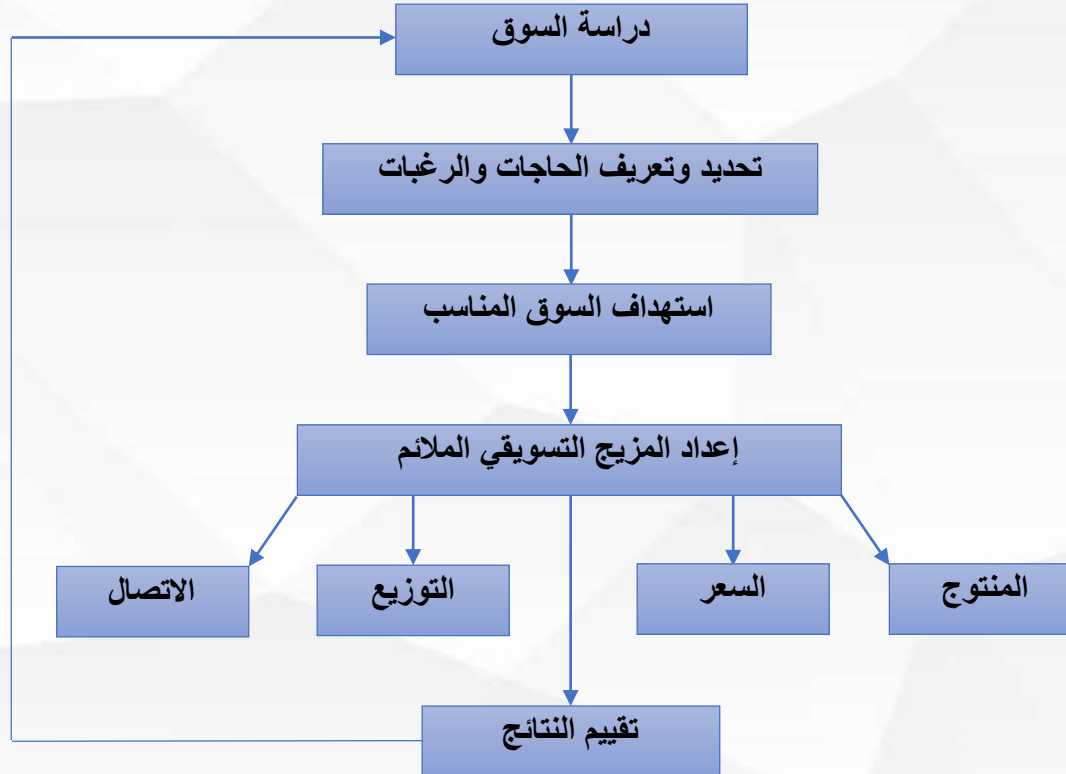 دراسة السوق
تحديد وتعريف الحاجات والرغبات
استهداف السوق المناسب
إعداد المزيج التسويقي الملائم
المنتوج
السعر
التوزيع
الاتصال
تقييم النتائج